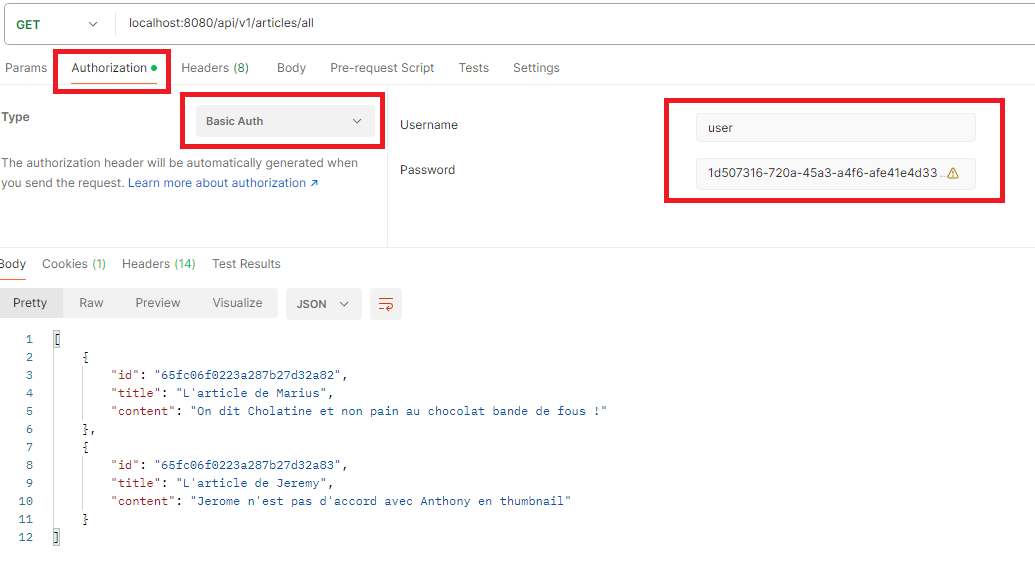 GET localhost:8080/api/v1/articles/all
Params Authorization Headers (8) Body Pre-request Script Tests Settings
Type Basic Auth
The authorization header will be automatically generated when
you send the request. Learn more about authorization ↗
Username user
Password 1d507316-720a-45a3-a4f6-afe41e4d33...
Body Cookies (1) Headers (14) Test Results
Pretty Raw Preview Visualize JSON
1 [
2 {
3 "id": "65fc06f0223a287b27d32a82",
4 "title": "L'article de Marius",
5 "content": "On dit Cholatine et non pain au chocolat bande de fous !"
6 },
7 {
8 "id": "65fc06f0223a287b27d32a83",
9 "title": "L'article de Jeremy",
10 "content": "Jerome n'est pas d'accord avec Anthony en thumbnail"
11 }
12 ]